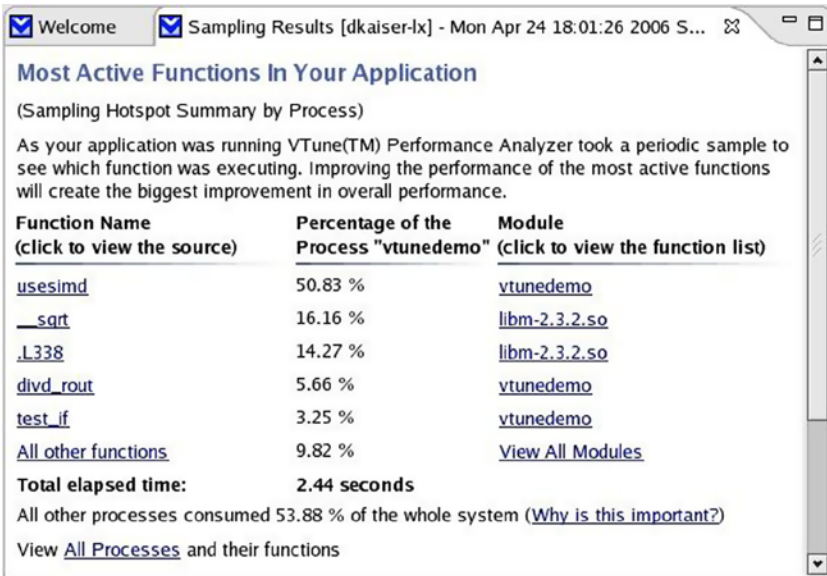 Welcome
Sampling Results [dkaiser-lx] - Mon Apr 24 18:01:26 2006 S...
Most Active Functions In Your Application
(Sampling Hotspot Summary by Process)
As your application was running VTune(TM) Performance Analyzer took a periodic sample to
see which function was executing. Improving the performance of the most active functions
will create the biggest improvement in overall performance.
Function Name Percentage of the Module
(click to view the source) Process "vtunedemo" (click to view the function list)
usesimd 50.83 % vtunedemo
__sqrt 16.16 % libm-2.3.2.so
.L338 14.27 % libm-2.3.2.so
divd_rout 5.66 % vtunedemo
test_if 3.25 % vtunedemo
All other functions 9.82 % View All Modules
Total elapsed time: 2.44 seconds
All other processes consumed 53.88 % of the whole system (Why is this important?)
View All Processes and their functions